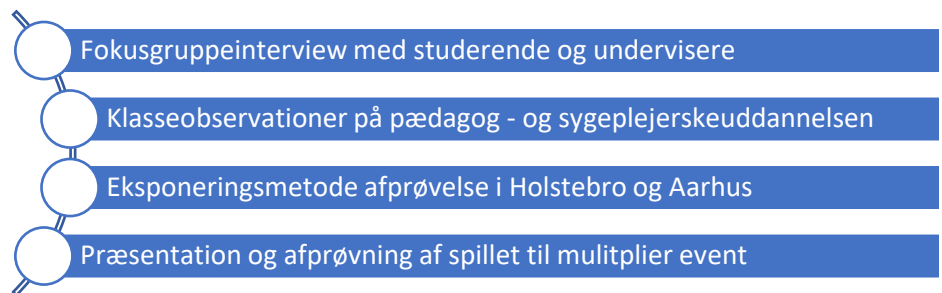 Fokusgruppeinterview med studerende og undervisere
Klasseobservationer på pædagog - og sygeplejerskeuddannelsen
Eksponeringsmetode afprøvelse i Holstebro og Aarhus
Præsentation og afprøvning af spillet til mulitplier event